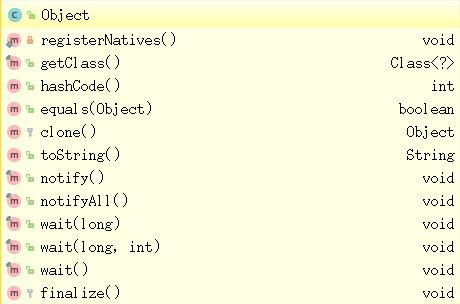 Object
registerNatives() void
getClass() Class<?>
hashCode() int
equals(Object) boolean
clone() Object
toString() String
notify() void
notifyAll() void
wait(long) void
wait(long, int) void
wait() void
finalize() void